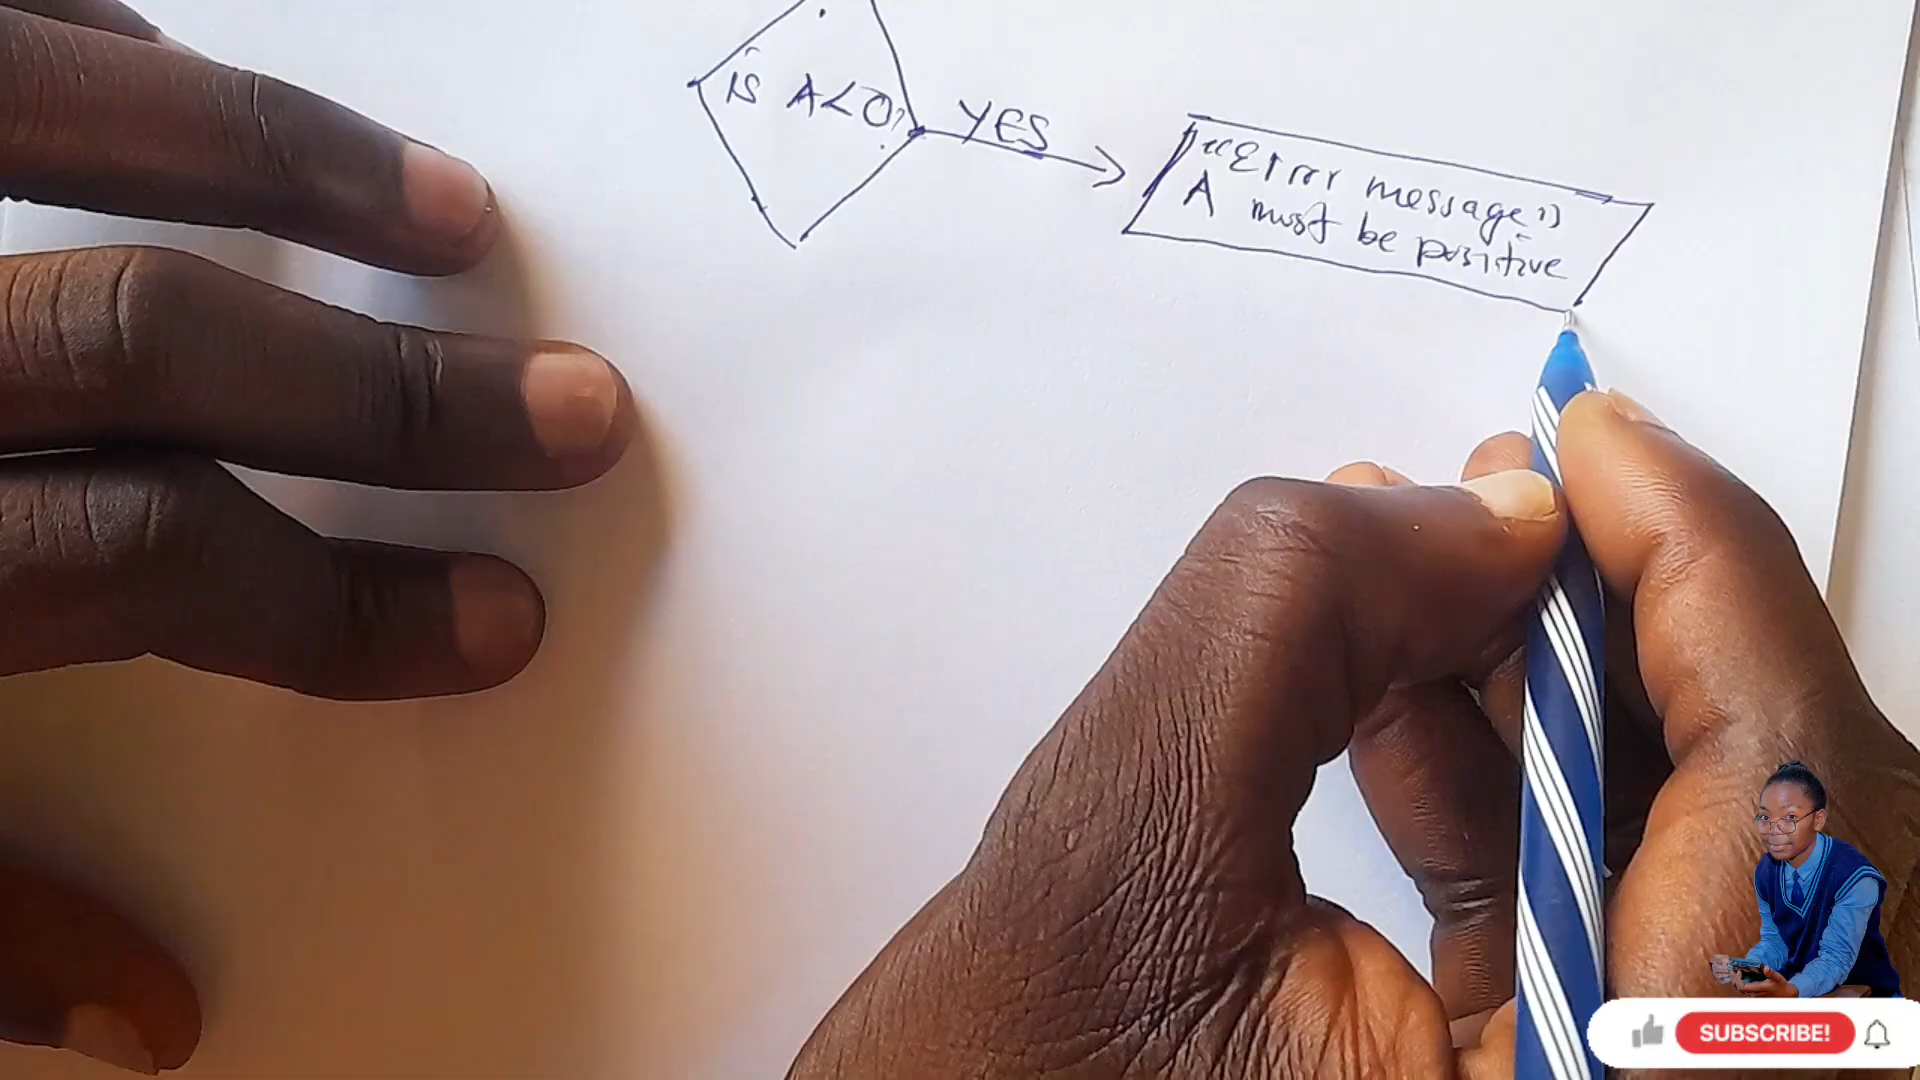 is A<0?
YES
"Error message"
A must be positive
SUBSCRIBE!